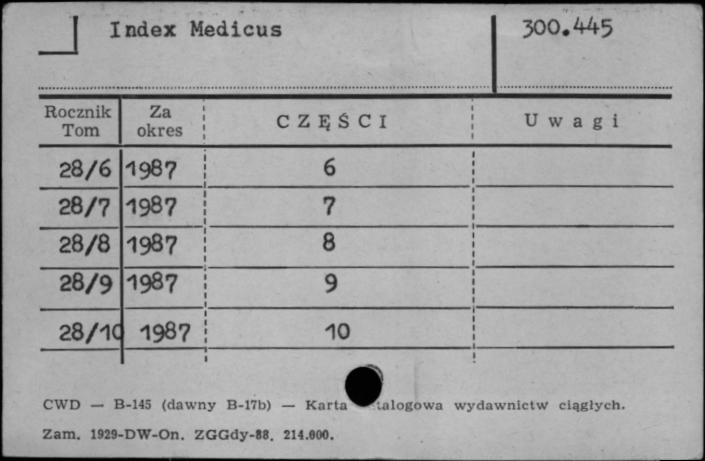 Index Medicus 300.445
Rocznik Tom Za okres CZĘŚCI Uwagi
28/6 1987 6
28/7 1987 7
28/8 1987 8
28/9 1987 9
28/10 1987 10
CWD — B-145 (dawny B-17b) — Karta talogowa wydawnictw ciągłych.
Zam. 1929-DW-On. ZGGdy-88. 214.000.